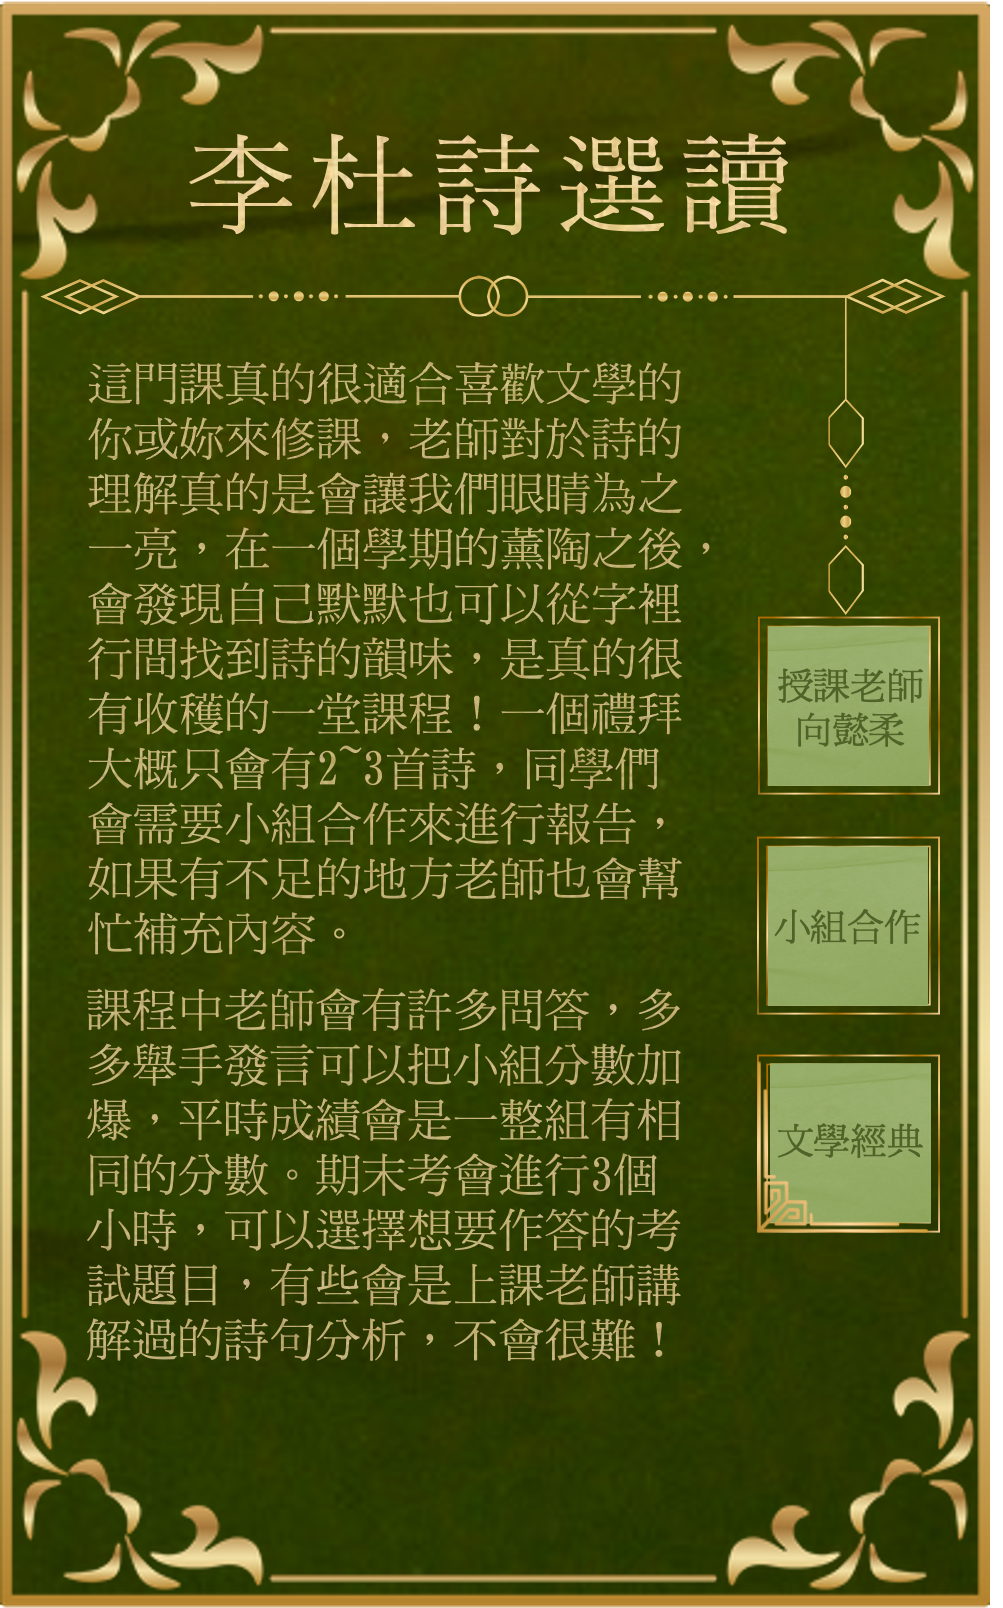 李杜詩選讀
這門課真的很適合喜歡文學的
你或妳來修課，老師對於詩的
理解真的是會讓我們眼睛為之
一亮，在一個學期的薰陶之後，
會發現自己默默也可以從字裡
行間找到詩的韻味，是真的很
有收穫的一堂課程！一個禮拜
大概只會有2~3首詩，同學們
會需要小組合作來進行報告，
如果有不足的地方老師也會幫
忙補充內容。
課程中老師會有許多問答，多
多舉手發言可以把小組分數加
爆，平時成績會是一整組有相
同的分數。期末考會進行3個
小時，可以選擇想要作答的考
試題目，有些會是上課老師講
解過的詩句分析，不會很難！
授課老師
向懿柔
小組合作
文學經典